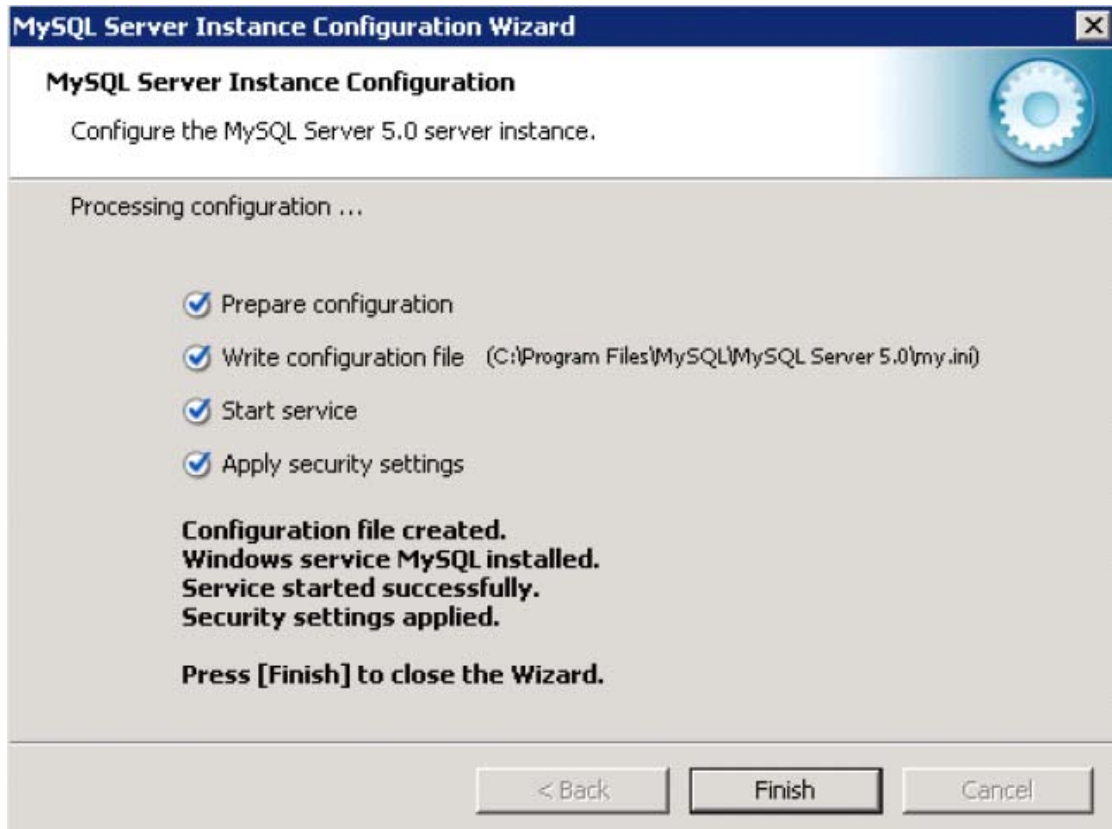 MySQL Server Instance Configuration Wizard
MySQL Server Instance Configuration
Configure the MySQL Server 5.0 server instance.
Processing configuration ...
Prepare configuration
Write configuration file (C:\Program Files\MySQL\MySQL Server 5.0\my.ini)
Start service
Apply security settings
Configuration file created.
Windows service MySQL installed.
Service started successfully.
Security settings applied.
Press [Finish] to close the Wizard.
< Back Finish Cancel